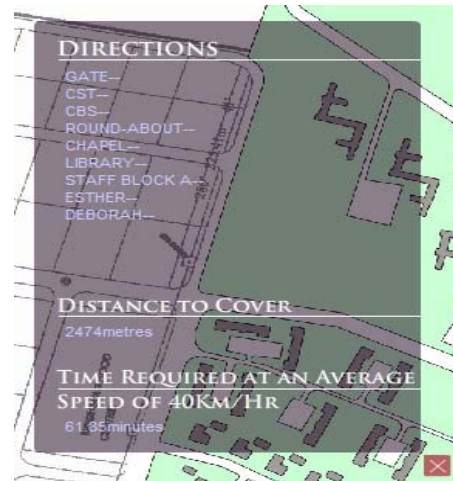 DIRECTIONS
GATE--
CST--
CBS--
ROUND-ABOUT--
CHAPEL--
LIBRARY--
STAFF BLOCK A--
ESTHER--
DEBORAH--
DISTANCE TO COVER
2474metres
TIME REQUIRED AT AN AVERAGE
SPEED OF 40KM/HR
61.85minutes